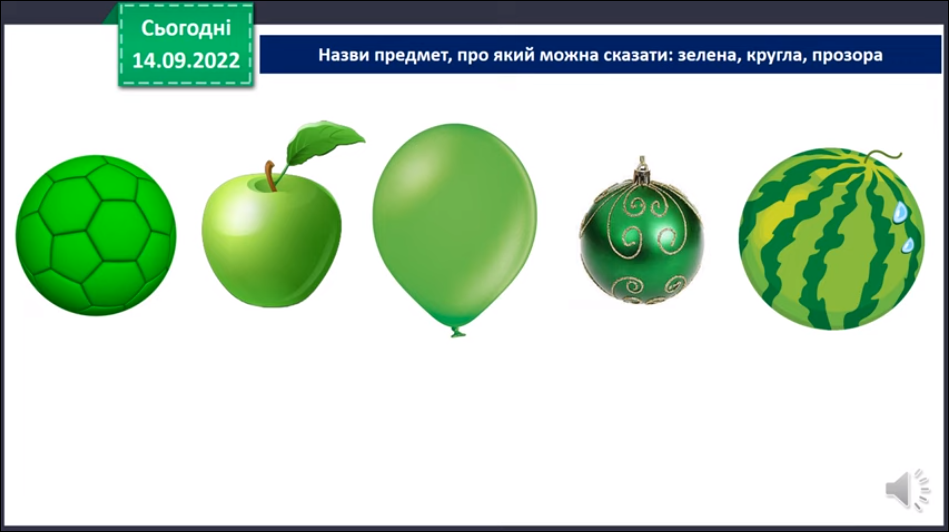 Сьогодні
14.09.2022
Назви предмет, про який можна сказати: зелена, кругла, прозора